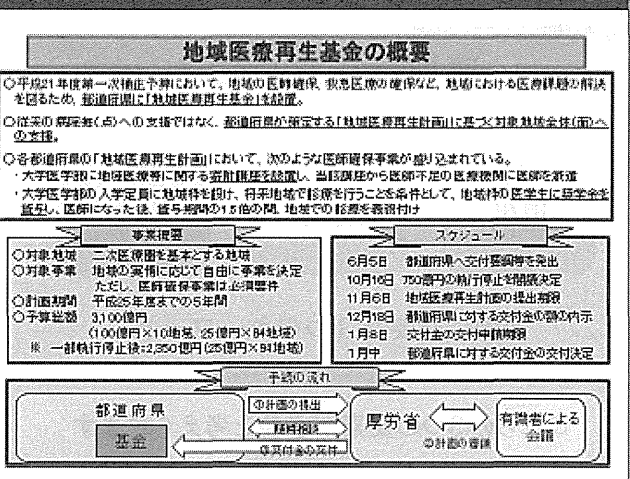 地域医療再生基金の概要
○平成21年度第一次補正予算において、地域の医師確保、救急医療の確保など、地域における医療課題の解決
を図るため、都道府県に「地域医療再生基金」を設置。
○従来の病院等(点)への支援ではなく、都道府県が策定する「地域医療再生計画」に基づく対象地域全体(面)へ
の支援。
○各都道府県の「地域医療再生計画」において、次のような医師確保事業が盛り込まれている。
・大学医学部に地域医療等に関する寄附講座を設置し、当該講座から医師不足の医療機関に医師を派遣
・大学医学部の入学定員に地域枠を設け、将来地域で診療を行うことを条件として、地域枠の医学生に奨学金を
貸与し、医師になった後、貸与期間の1.5倍の間、地域での診療を義務付け
事業概要
○対象地域 二次医療圏を基本とする地域
○対象事業 地域の実情に応じて自由に事業を決定
ただし、医師確保事業は必須要件
○計画期間 平成25年度までの5年間
○予算総額 3,100億円
(100億円×10地域、25億円×84地域)
※ 一部執行停止後:2,350億円(25億円×94地域)
スケジュール
6月5日 都道府県へ交付要綱等を発出
10月16日 750億円の執行停止を閣議決定
11月6日 地域医療再生計画の提出期限
12月18日 都道府県に対する交付金の額の内示
1月8日 交付金の交付申請期限
1月中 都道府県に対する交付金の交付決定
手続の流れ
都道府県
基金
①計画の提出
随時相談
③交付金の交付
厚労省
②計画の審議
有識者による
会議